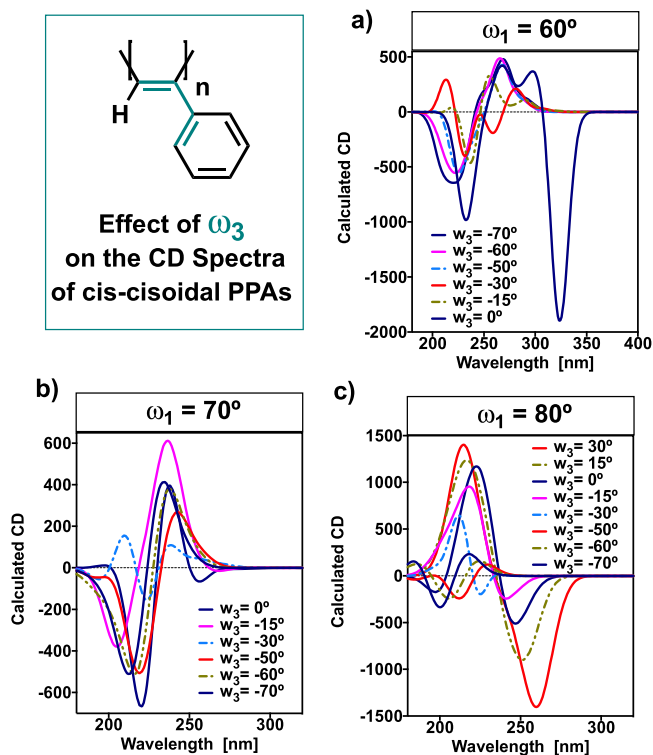 H
n
Effect of ω3
on the CD Spectra
of cis-cisoidal PPAs
a)
ω1 = 60º
Calculated CD
500
0
-500
-1000
-1500
-2000
w3= -70º
w3= -60º
w3= -50º
w3= -30º
w3= -15º
w3= 0º
200 250 300 350 400
Wavelength [nm]
b)
ω1 = 70º
Calculated CD
600
400
200
0
-200
-400
-600
w3= 0º
w3= -15º
w3= -30º
w3= -50º
w3= -60º
w3= -70º
200 250 300
Wavelength [nm]
c)
ω1 = 80º
Calculated CD
1500
1000
500
0
-500
-1000
-1500
w3= 30º
w3= 15º
w3= 0º
w3= -15º
w3= -30º
w3= -50º
w3= -60º
w3= -70º
200 250 300
Wavelength [nm]